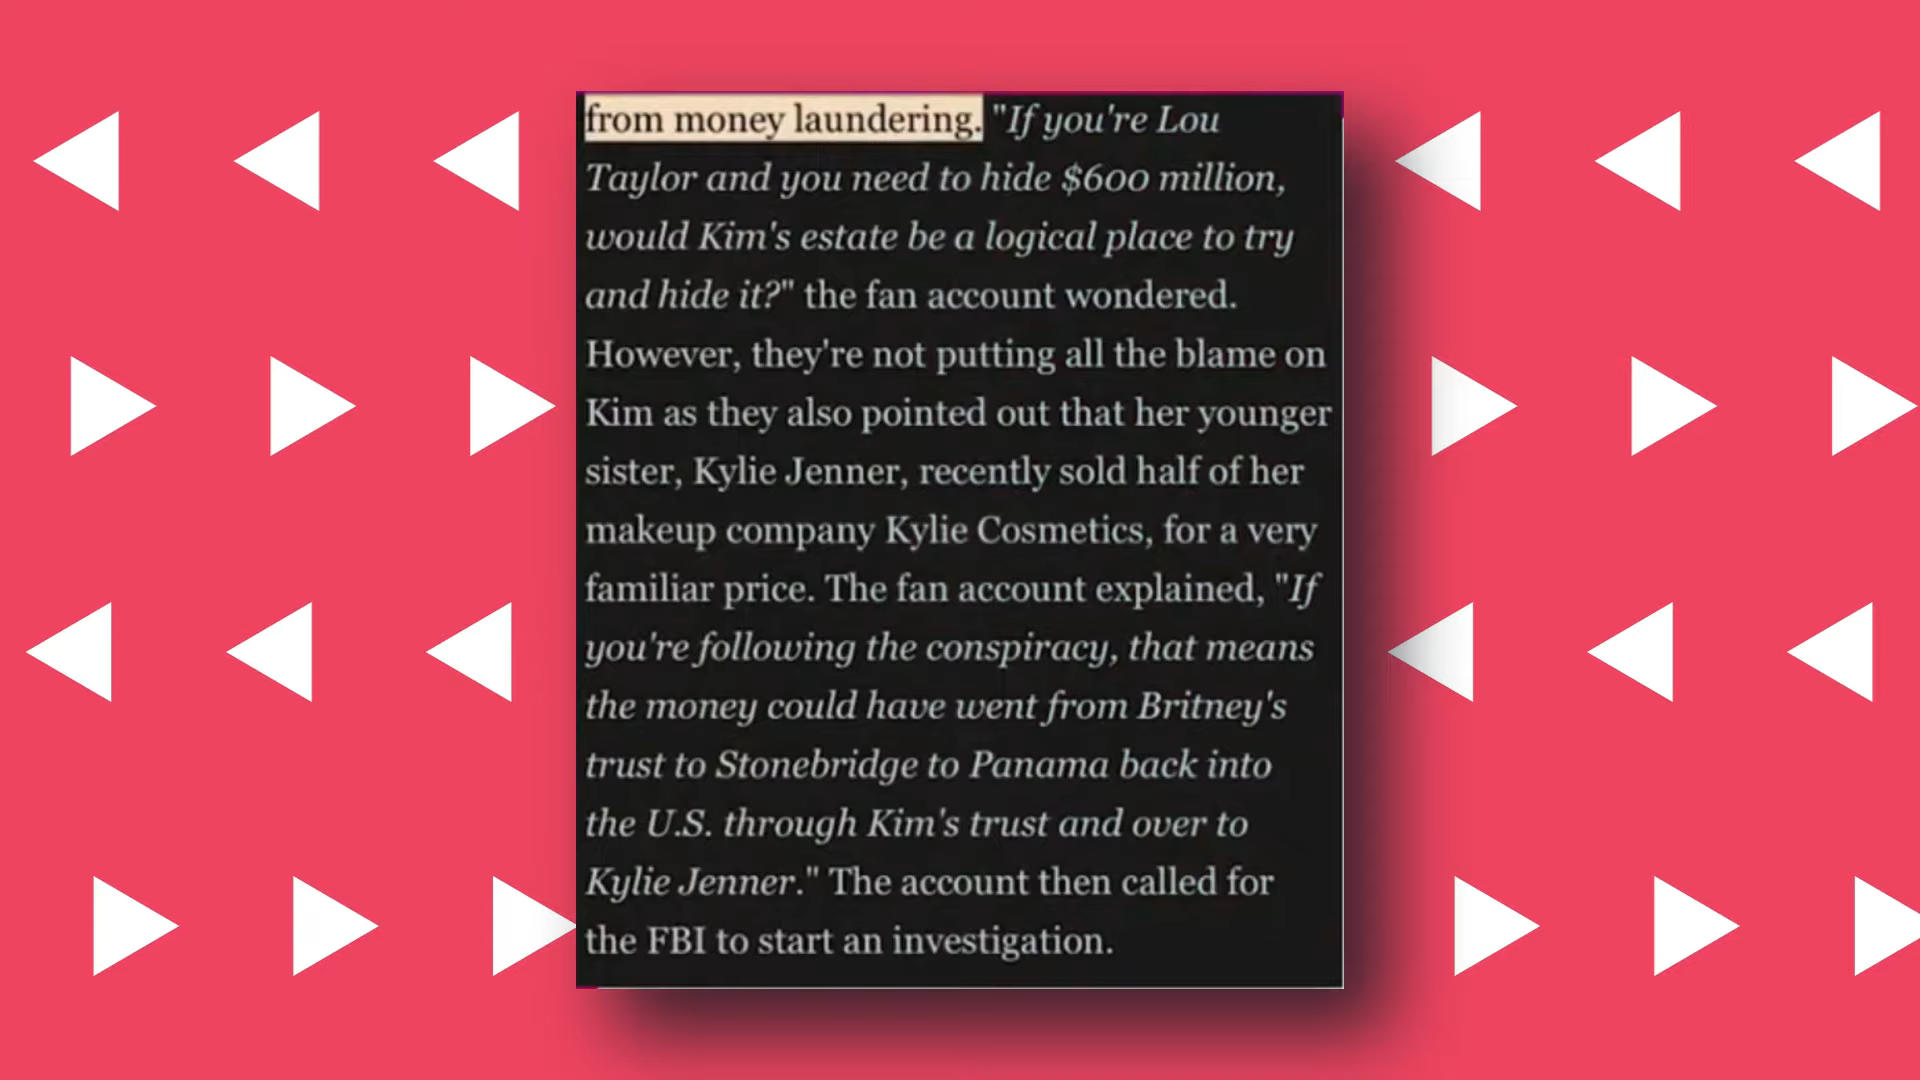 from money laundering. "If you're Lou
Taylor and you need to hide $600 million,
would Kim's estate be a logical place to try
and hide it?" the fan account wondered.
However, they're not putting all the blame on
Kim as they also pointed out that her younger
sister, Kylie Jenner, recently sold half of her
makeup company Kylie Cosmetics, for a very
familiar price. The fan account explained, "If
you're following the conspiracy, that means
the money could have went from Britney's
trust to Stonebridge to Panama back into
the U.S. through Kim's trust and over to
Kylie Jenner." The account then called for
the FBI to start an investigation.